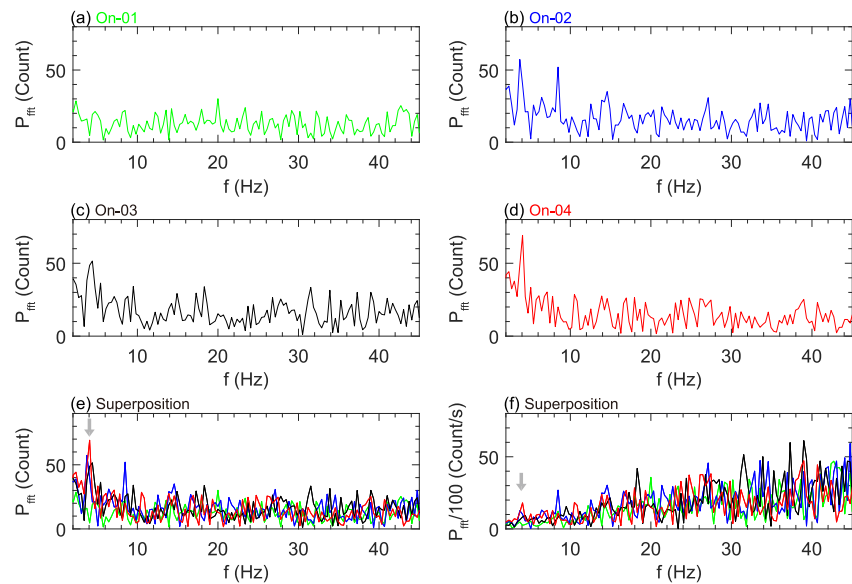 (a) On-01
P_fft (Count)
50
0
10 20 30 40
f (Hz)
(b) On-02
P_fft (Count)
50
0
10 20 30 40
f (Hz)
(c) On-03
P_fft (Count)
50
0
10 20 30 40
f (Hz)
(d) On-04
P_fft (Count)
50
0
10 20 30 40
f (Hz)
(e) Superposition
P_fft (Count)
50
0
10 20 30 40
f (Hz)
(f) Superposition
P_fft/100 (Count/s)
50
0
10 20 30 40
f (Hz)